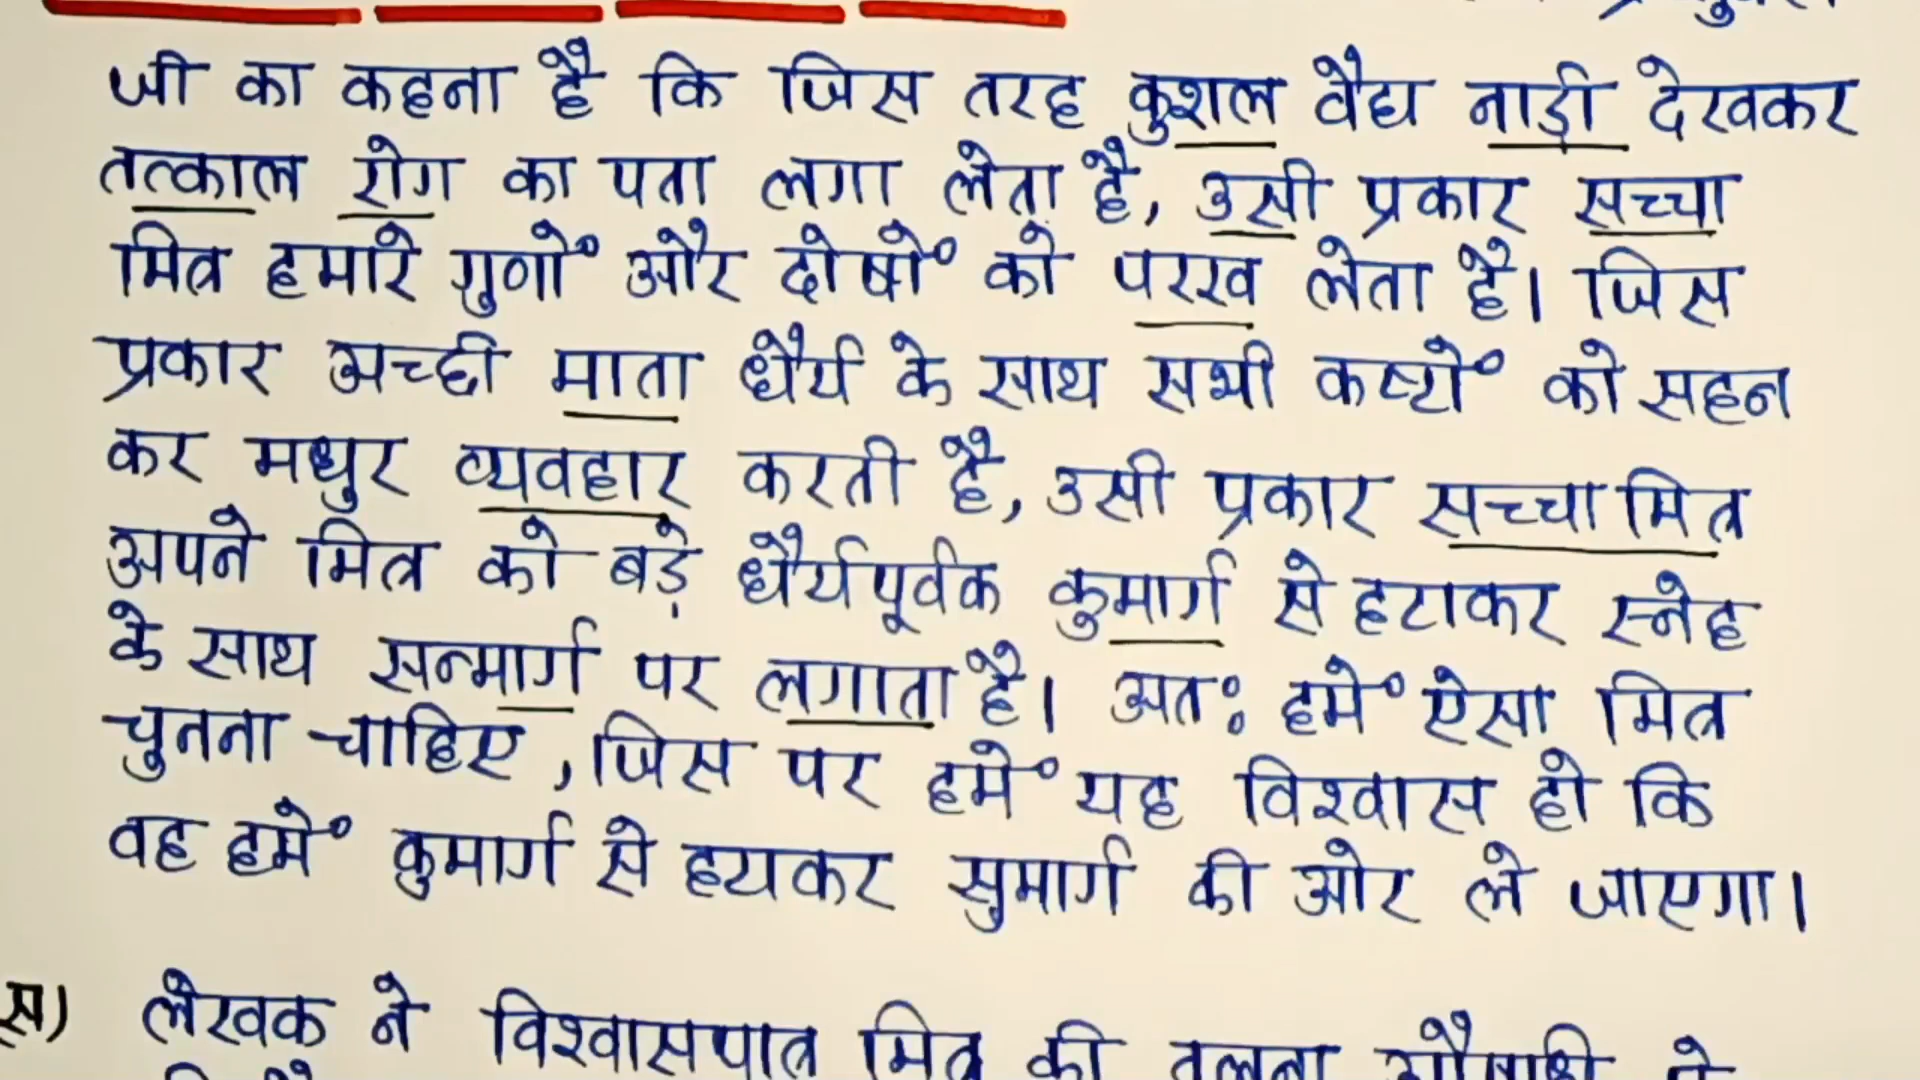 जी का कहना है कि जिस तरह कुशल वैद्य नाड़ी देखकर
तत्काल रोग का पता लगा लेता है, उसी प्रकार सच्चा
मित्र हमारे गुणों और दोषों को परख लेता है। जिस
प्रकार अच्छी माता धैर्य के साथ सभी कष्टों को सहन
कर मधुर व्यवहार करती है, उसी प्रकार सच्चा मित्र
अपने मित्र को बड़े धैर्यपूर्वक कुमार्ग से हटाकर स्नेह
के साथ सन्मार्ग पर लगाता है। अतः हमें ऐसा मित्र
चुनना चाहिए, जिस पर हमें यह विश्वास हो कि
वह हमें कुमार्ग से हटाकर सुमार्ग की ओर ले जाएगा।
स) लेखक ने विश्वासपात्र मित्र की तुलना औषधि से